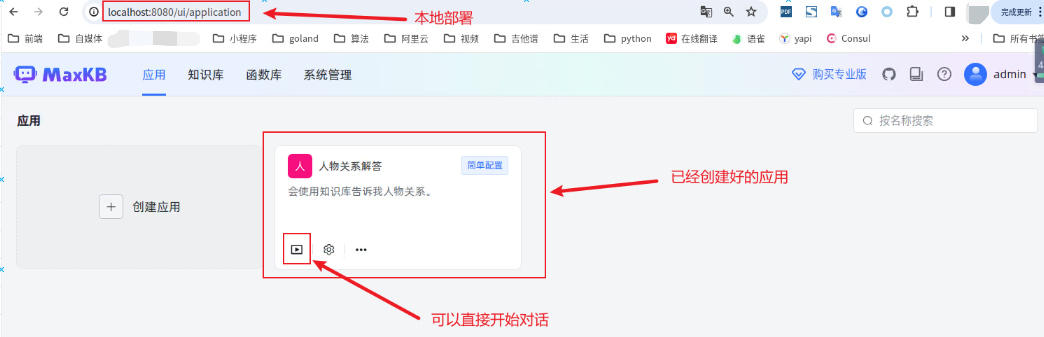 localhost:8080/ui/application
本地部署
完成更新
前端 自媒体 小程序 goland 算法 阿里云 视频 吉他谱 生活 python 在线翻译 语雀 yapi Consul » 所有书签
MaxKB 应用 知识库 函数库 系统管理 购买专业版 admin
应用
按名称搜索
人 人物关系解答 简单配置
会使用知识库告诉我人物关系。
已经创建好的应用
创建应用
可以直接开始对话